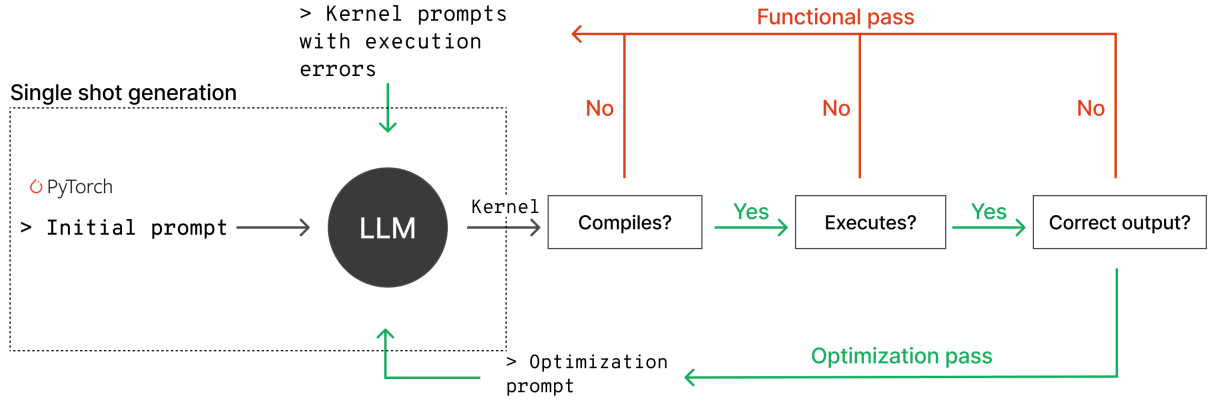 > Kernel prompts
with execution
errors
Functional pass
Single shot generation
No
No
No
PyTorch
> Initial prompt
LLM
Kernel
Compiles?
Yes
Executes?
Yes
Correct output?
> Optimization
prompt
Optimization pass